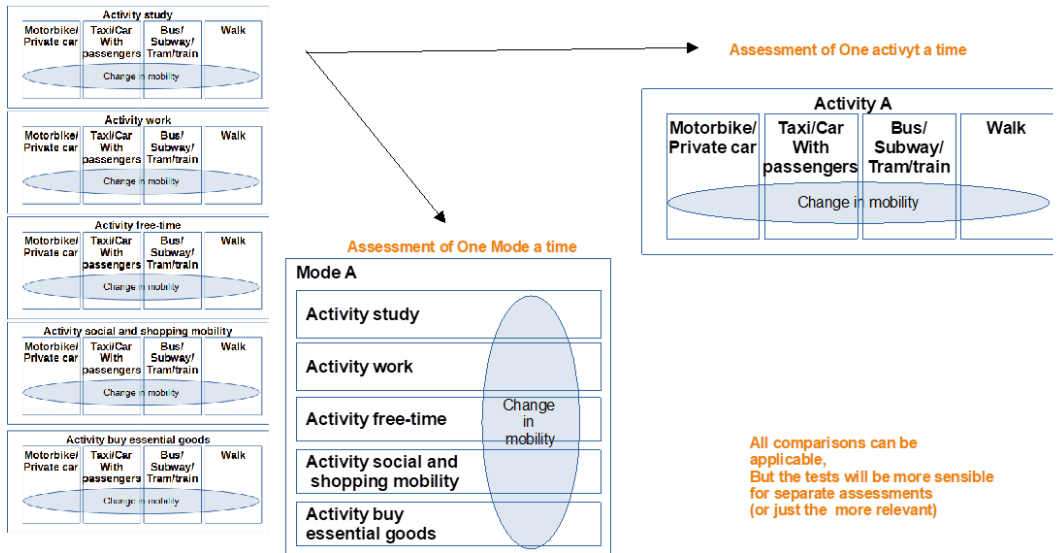 Activity study
Motorbike/ Private car
Taxi/Car With passengers
Bus/ Subway/ Tram/train
Walk
Change in mobility
Activity work
Motorbike/ Private car
Taxi/Car With passengers
Bus/ Subway/ Tram/train
Walk
Change in mobility
Activity free-time
Motorbike/ Private car
Taxi/Car With passengers
Bus/ Subway/ Tram/train
Walk
Change in mobility
Activity social and shopping mobility
Motorbike/ Private car
Taxi/Car With passengers
Bus/ Subway/ Tram/train
Walk
Change in mobility
Activity buy essential goods
Motorbike/ Private car
Taxi/Car With passengers
Bus/ Subway/ Tram/train
Walk
Change in mobility
Assessment of One Mode a time
Mode A
Activity study
Activity work
Activity free-time
Activity social and
shopping mobility
Activity buy
essential goods
Change
in
mobility
Assessment of One activyt a time
Activity A
Motorbike/
Private car
Taxi/Car
With
passengers
Bus/
Subway/
Tram/train
Walk
Change in mobility
All comparisons can be
applicable,
But the tests will be more sensible
for separate assessments
(or just the more relevant)